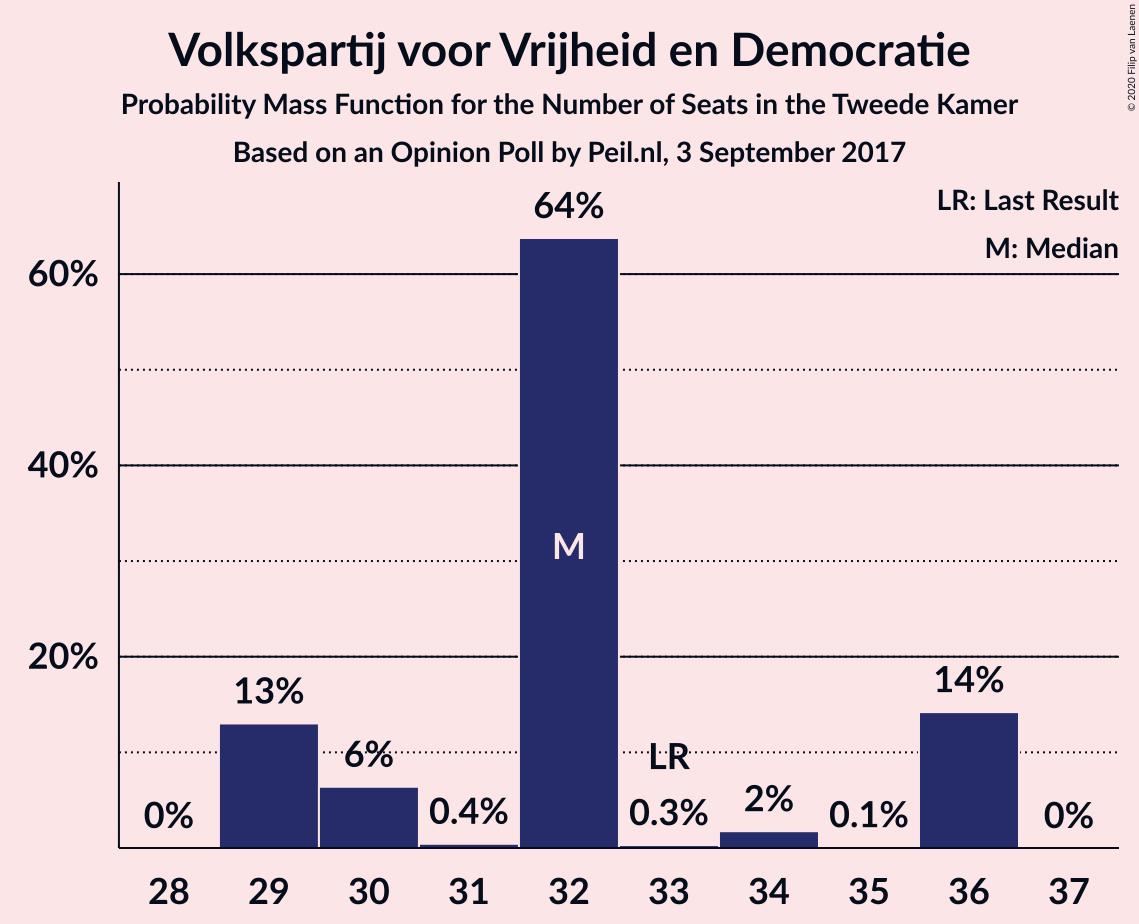 Volkspartij voor Vrijheid en Democratie
Probability Mass Function for the Number of Seats in the Tweede Kamer
Based on an Opinion Poll by Peil.nl, 3 September 2017
© 2020 Filip van Laenen
LR: Last Result
M: Median
60%
40%
20%
0%
13%
6%
0.4%
64%
M
LR
0.3%
2%
0.1%
14%
0%
28 29 30 31 32 33 34 35 36 37